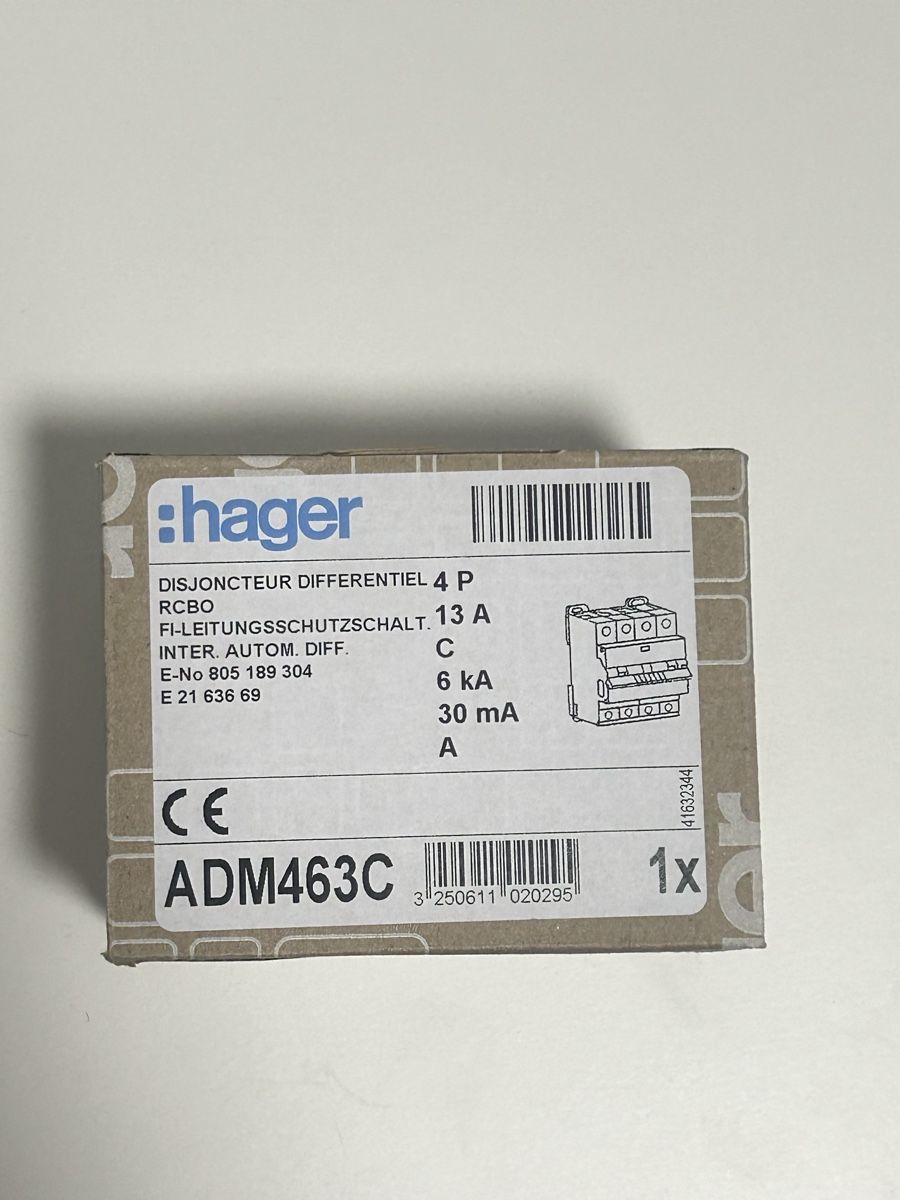 :hager
DISJONCTEUR DIFFERENTIEL 4 P
RCBO 13 A
FI-LEITUNGSSCHUTZSCHALT. C
INTER. AUTOM. DIFF. 6 kA
E-No 805 189 304 30 mA
E 21 636 69 A
41632344
CE
ADM463C
3 250611 020295
1x